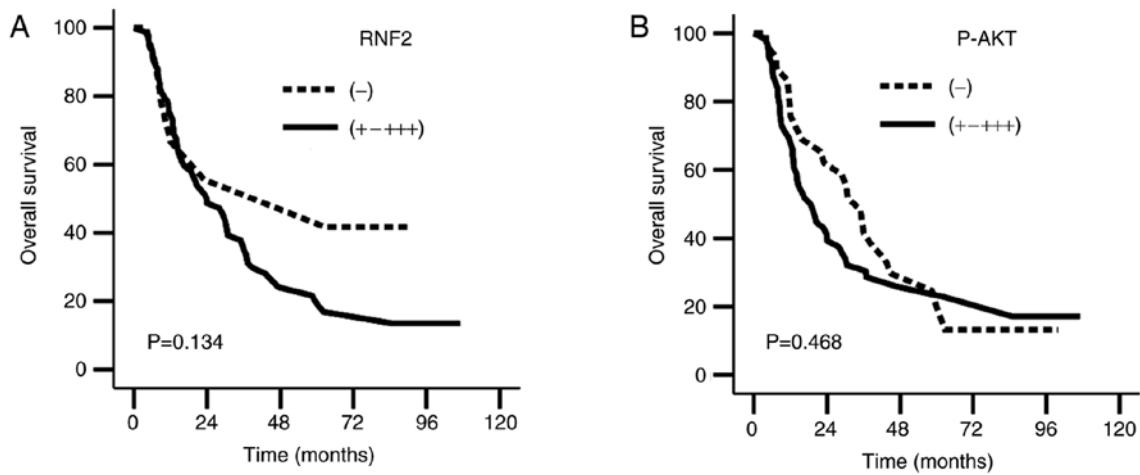 A
RNF2
(−)
(+−+++)
Overall survival
100
80
60
40
20
0
P=0.134
0 24 48 72 96 120
Time (months)
B
P-AKT
(−)
(+−+++)
Overall survival
100
80
60
40
20
0
P=0.468
0 24 48 72 96 120
Time (months)